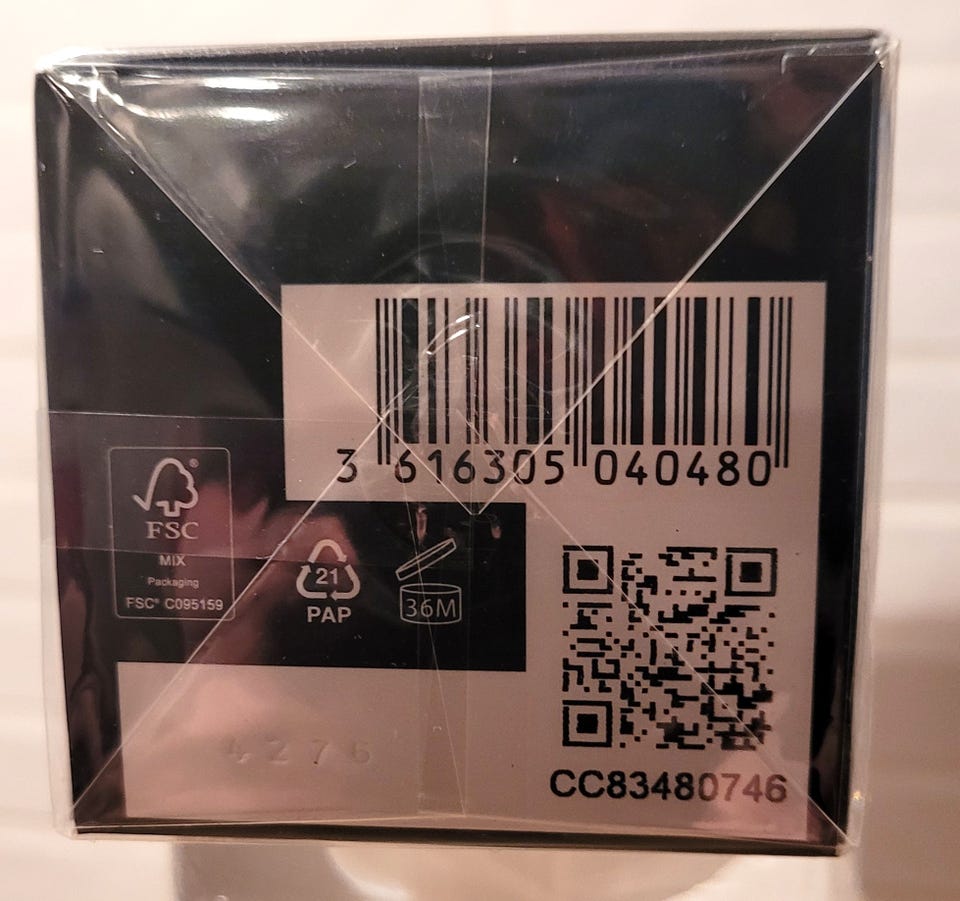 3 616305 040480
FSC®
MIX
Packaging
FSC® C095159
21
PAP
36M
4276
CC83480746